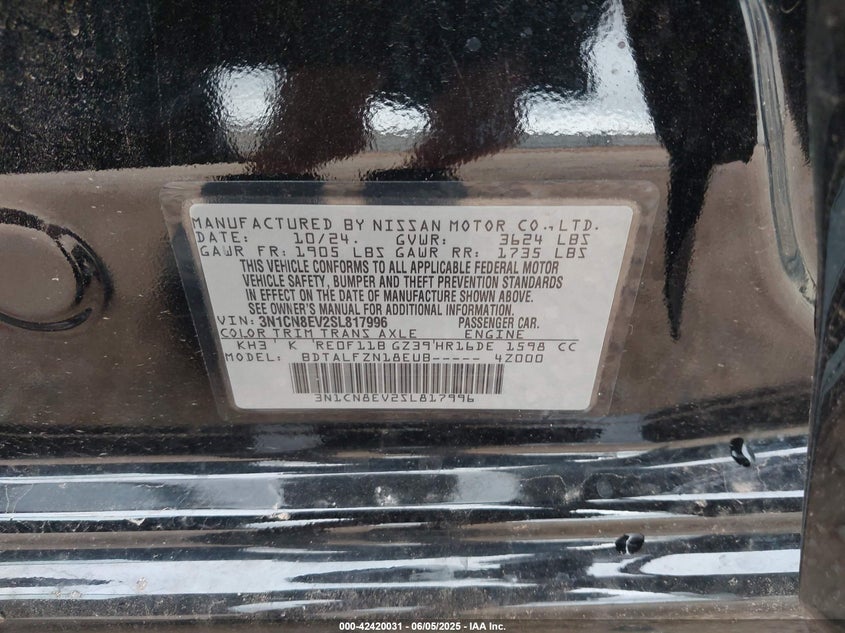 MANUFACTURED BY NISSAN MOTOR CO.,LTD.
DATE: 10/24. GVWR: 3624 LBS
GAWR FR: 1905 LBS GAWR RR: 1735 LBS
THIS VEHICLE CONFORMS TO ALL APPLICABLE FEDERAL MOTOR
VEHICLE SAFETY, BUMPER AND THEFT PREVENTION STANDARDS
IN EFFECT ON THE DATE OF MANUFACTURE SHOWN ABOVE.
SEE OWNER'S MANUAL FOR ADDITIONAL INFORMATION.
VIN: 3N1CN8EV2SL817996 PASSENGER CAR.
COLOR TRIM TRANS AXLE ENGINE
KH3' K 'RE0F11B GZ39'HR16DE 1598 CC
MODEL: BDTALFZN18EUB----- 4Z000
3N1CN8EV2SL817996
000-42420031 - 06/05/2025 - IAA Inc.